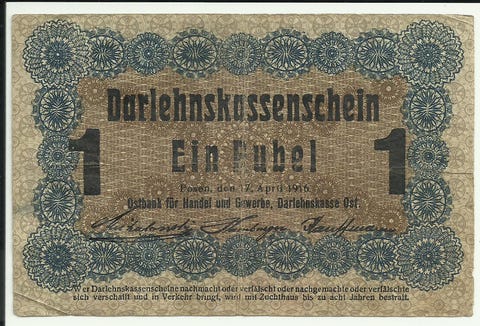 Darlehnskassenschein
1 Ein Rubel 1
Posen, den 17. April 1916
Ostbank für Handel und Gewerbe, Darlehnskasse Ost.
Wer Darlehnskassenscheine nachmacht oder verfälscht oder nachgemachte oder verfälschte
sich verschafft und in Verkehr bringt, wird mit Zuchthaus bis zu acht Jahren bestraft.